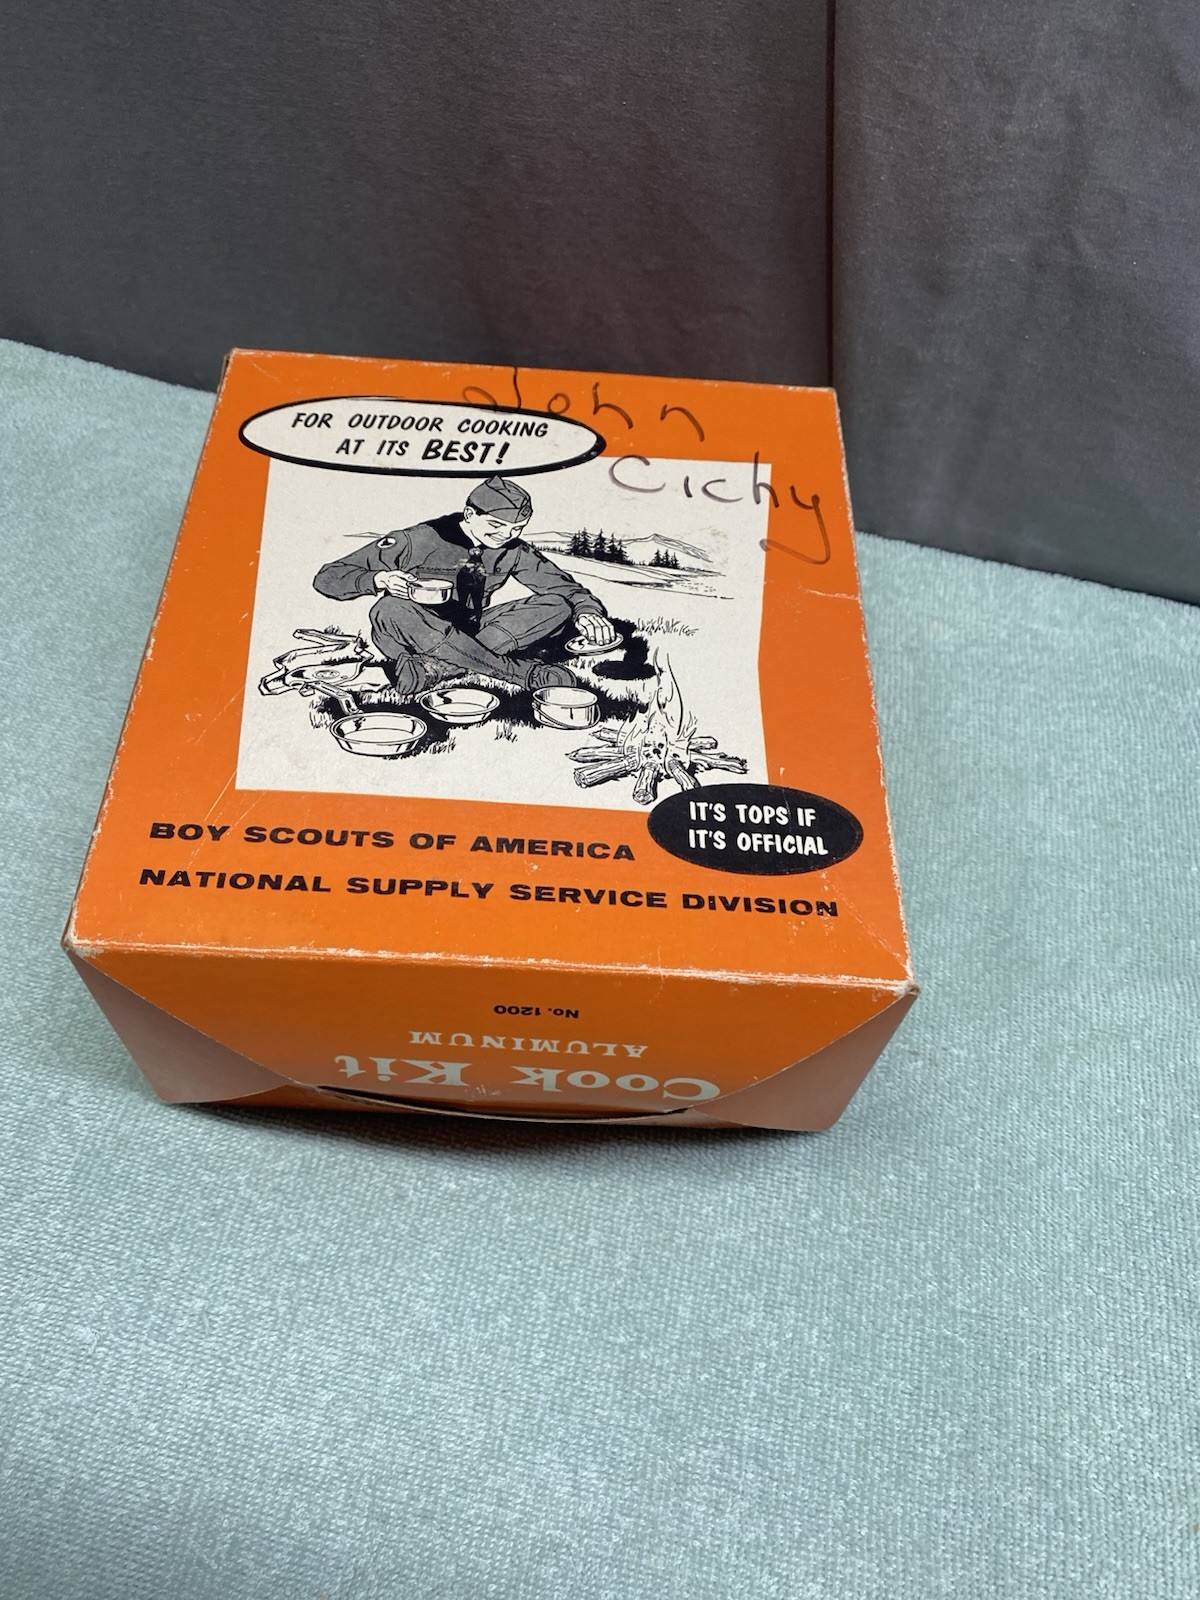 John
Cichy
FOR OUTDOOR COOKING
AT ITS BEST!
IT'S TOPS IF
IT'S OFFICIAL
BOY SCOUTS OF AMERICA
NATIONAL SUPPLY SERVICE DIVISION
Cook Kit
ALUMINUM
No. 1200